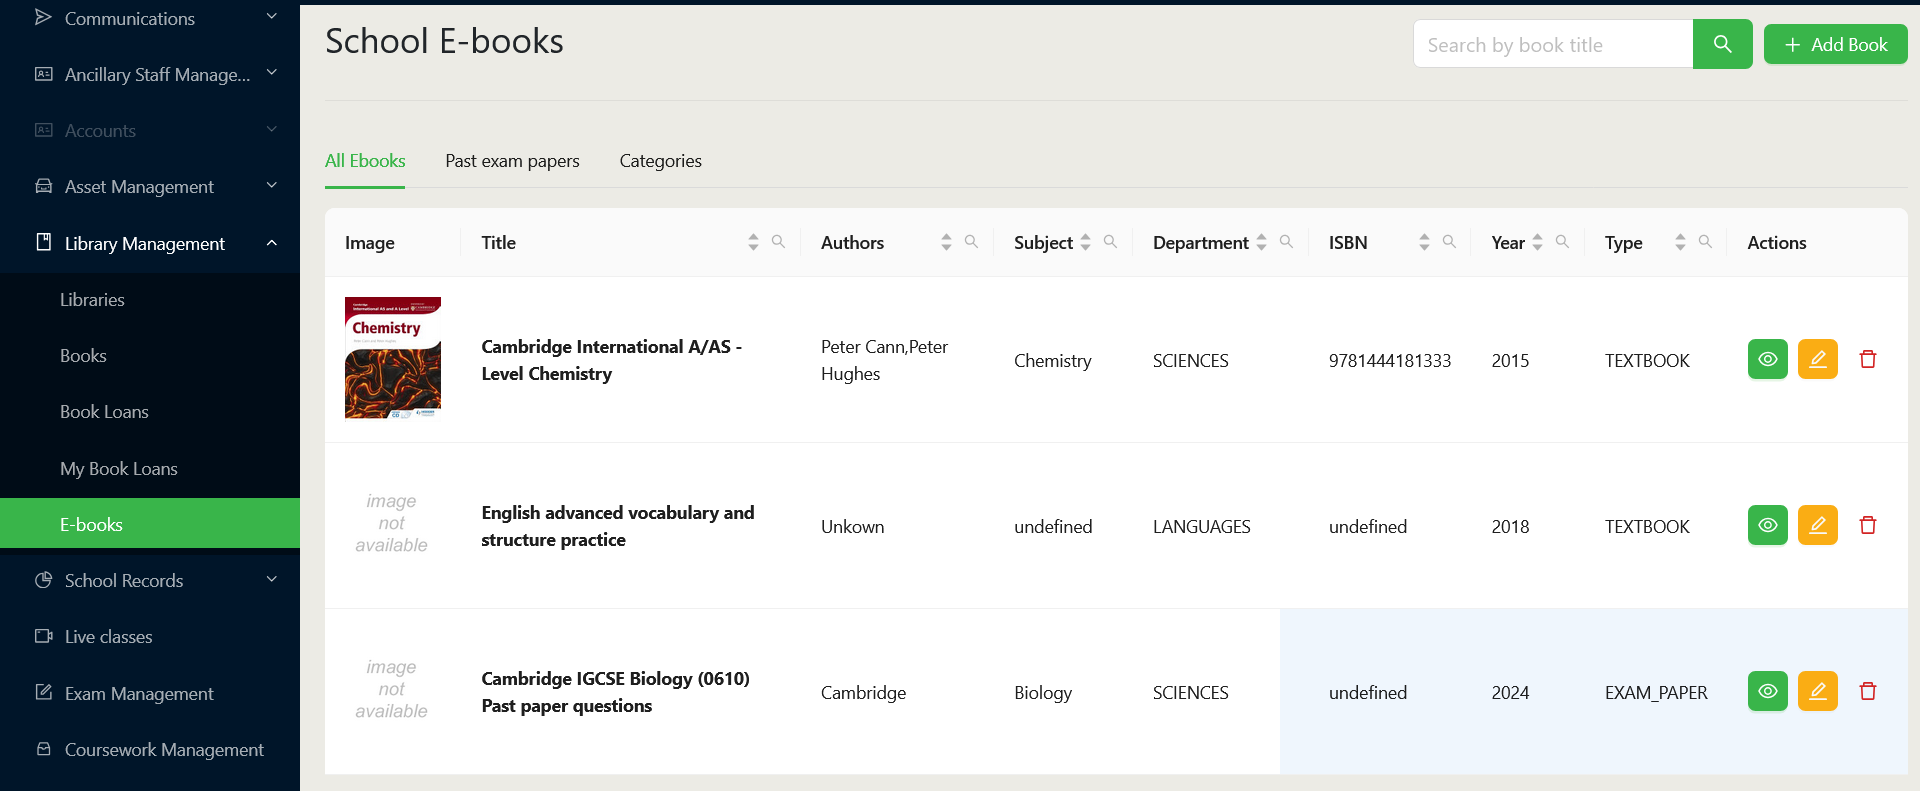 Communications
Ancillary Staff Manage...
Accounts
Asset Management
Library Management
Libraries
Books
Book Loans
My Book Loans
E-books
School Records
Live classes
Exam Management
Coursework Management
School E-books
Search by book title
Add Book
All Ebooks Past exam papers Categories
Image Title Authors Subject Department ISBN Year Type Actions
Chemistry
Cambridge International A/AS -
Level Chemistry
Peter Cann,Peter
Hughes
Chemistry SCIENCES 9781444181333 2015 TEXTBOOK
image
not
available
English advanced vocabulary and
structure practice
Unkown undefined LANGUAGES undefined 2018 TEXTBOOK
image
not
available
Cambridge IGCSE Biology (0610)
Past paper questions
Cambridge Biology SCIENCES undefined 2024 EXAM_PAPER